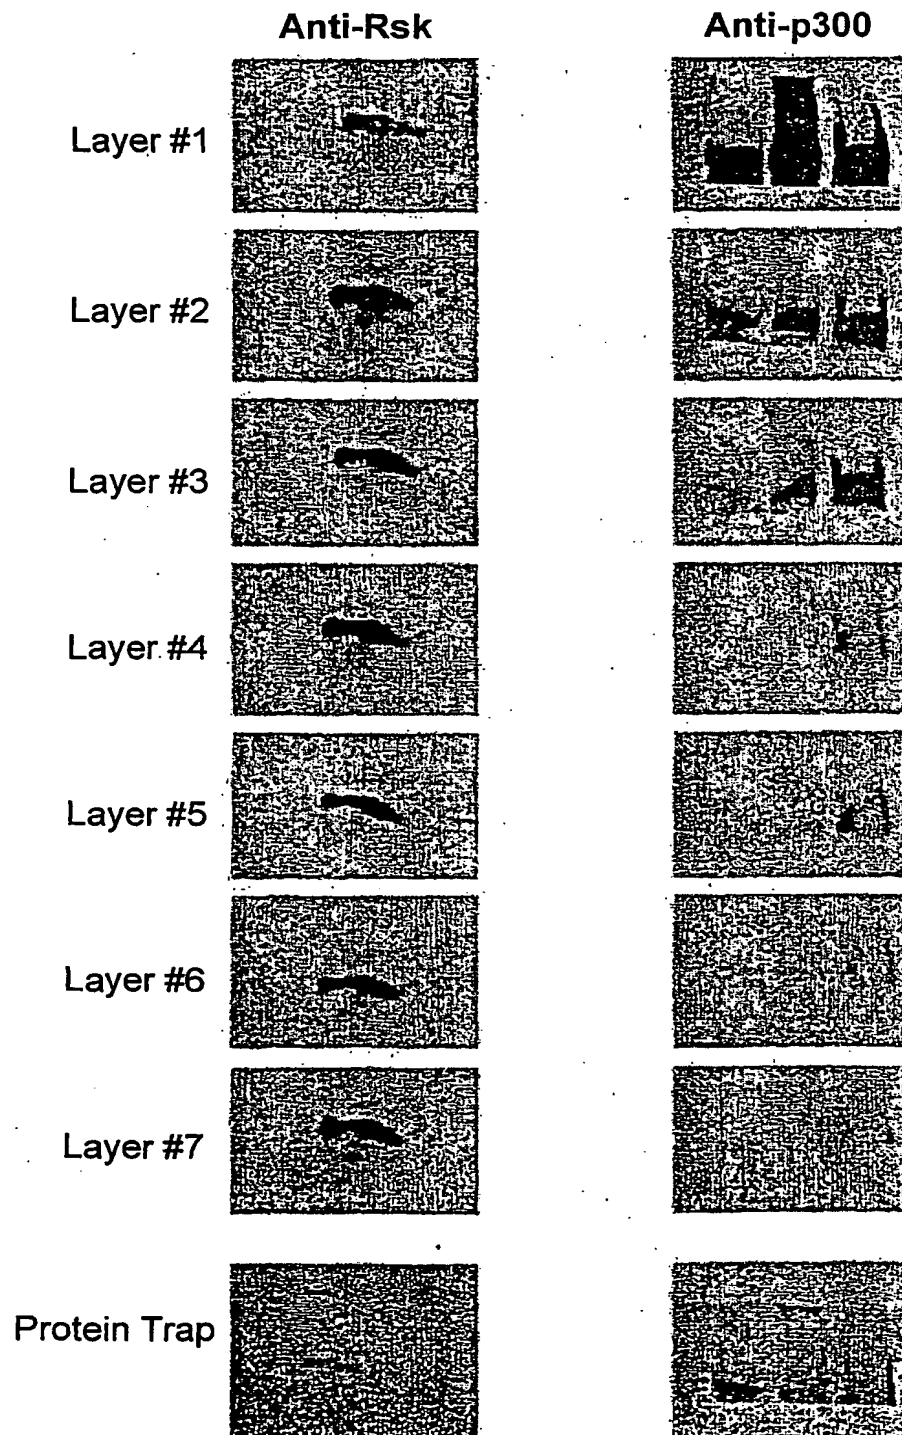 Anti-Rsk Anti-p300
Layer #1
Layer #2
Layer #3
Layer #4
Layer #5
Layer #6
Layer #7
Protein Trap